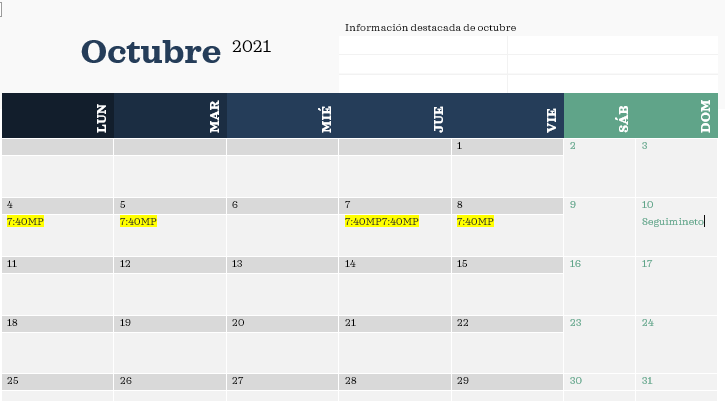 Información destacada de octubre
Octubre 2021
LUN MAR MIÉ JUE VIE SÁB DOM
1 2 3
4 5 6 7 8 9 10
7:40MP 7:40MP 7:40MP7:40MP 7:40MP Seguimineto
11 12 13 14 15 16 17
18 19 20 21 22 23 24
25 26 27 28 29 30 31